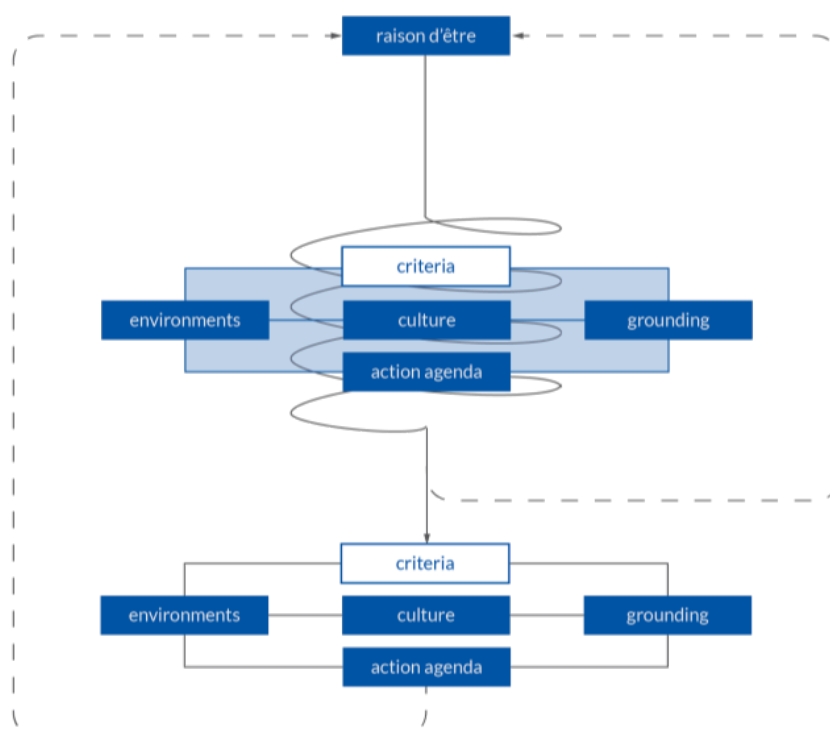 raison d'être
criteria
environments
culture
grounding
action agenda
criteria
environments
culture
grounding
action agenda